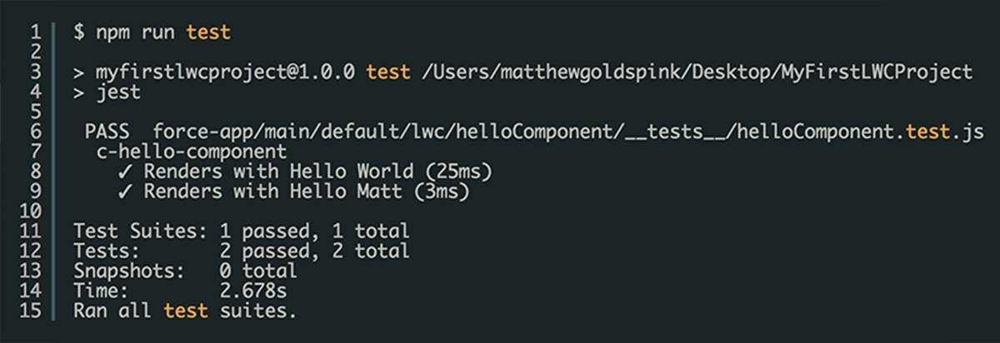 1 $ npm run test
2
3 > myfirstlwcproject@1.0.0 test /Users/matthewgoldspink/Desktop/MyFirstLWCProject
4 > jest
5
6 PASS force-app/main/default/lwc/helloComponent/__tests__/helloComponent.test.js
7 c-hello-component
8 ✓ Renders with Hello World (25ms)
9 ✓ Renders with Hello Matt (3ms)
10
11 Test Suites: 1 passed, 1 total
12 Tests: 2 passed, 2 total
13 Snapshots: 0 total
14 Time: 2.678s
15 Ran all test suites.